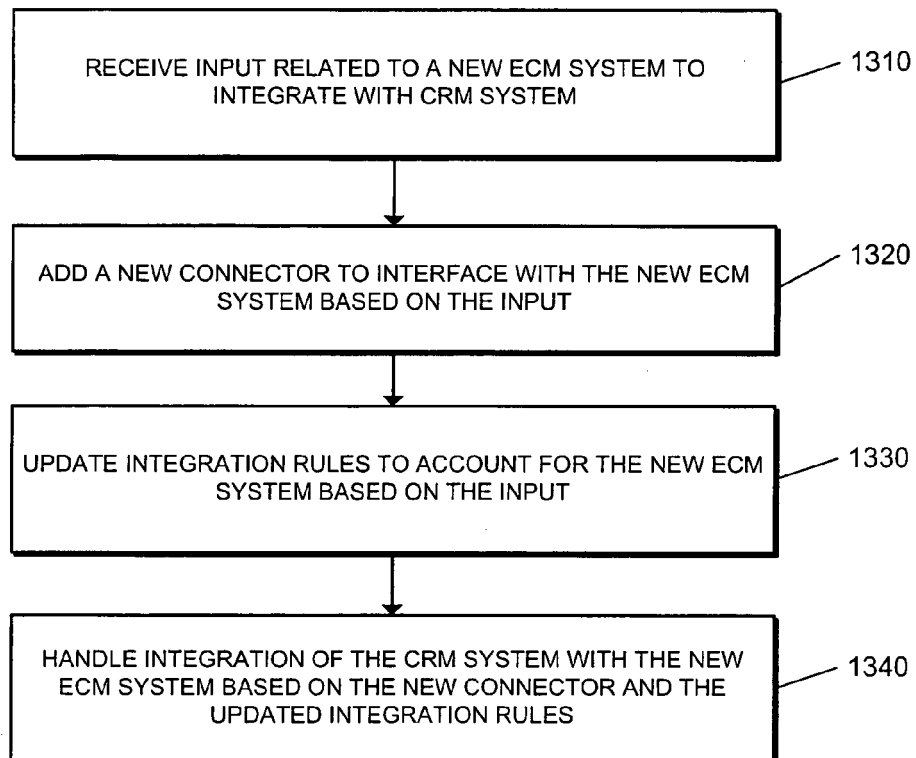 RECEIVE INPUT RELATED TO A NEW ECM SYSTEM TO
INTEGRATE WITH CRM SYSTEM
1310
ADD A NEW CONNECTOR TO INTERFACE WITH THE NEW ECM
SYSTEM BASED ON THE INPUT
1320
UPDATE INTEGRATION RULES TO ACCOUNT FOR THE NEW ECM
SYSTEM BASED ON THE INPUT
1330
HANDLE INTEGRATION OF THE CRM SYSTEM WITH THE NEW
ECM SYSTEM BASED ON THE NEW CONNECTOR AND THE
UPDATED INTEGRATION RULES
1340